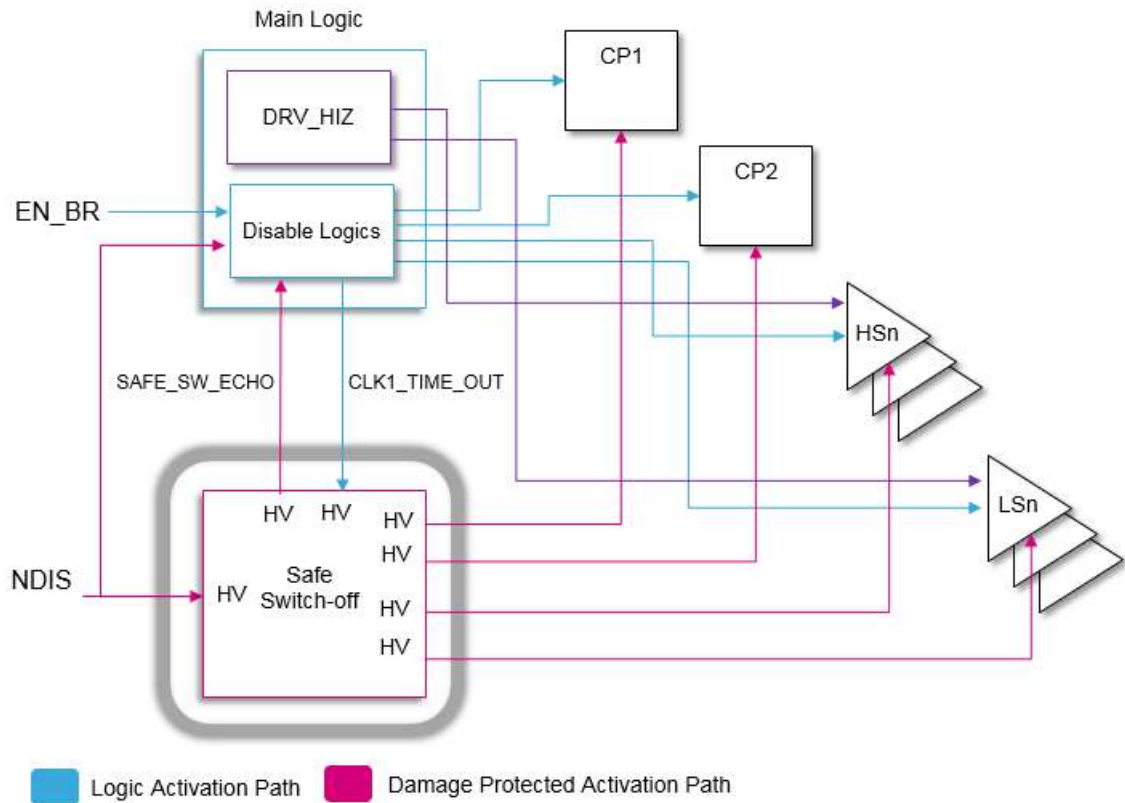 Main Logic
CP1
DRV_HIZ
CP2
EN_BR
Disable Logics
HSn
SAFE_SW_ECHO
CLK1_TIME_OUT
LSn
HV
HV
HV
HV
NDIS
HV
Safe
Switch-off
HV
HV
Logic Activation Path
Damage Protected Activation Path